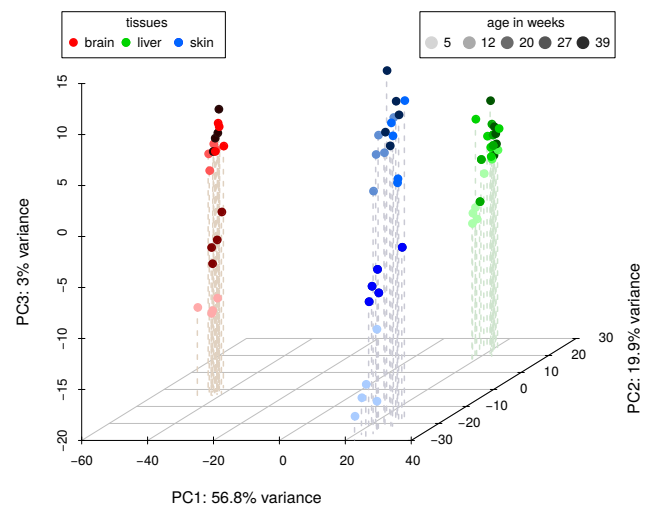 tissues
brain liver skin
age in weeks
5 12 20 27 39
15
10
5
0
−5
−10
−15
−20
PC3: 3% variance
−60 −40 −20 0 20 40
PC1: 56.8% variance
30
20
10
0
−10
−20
−30
PC2: 19.9% variance